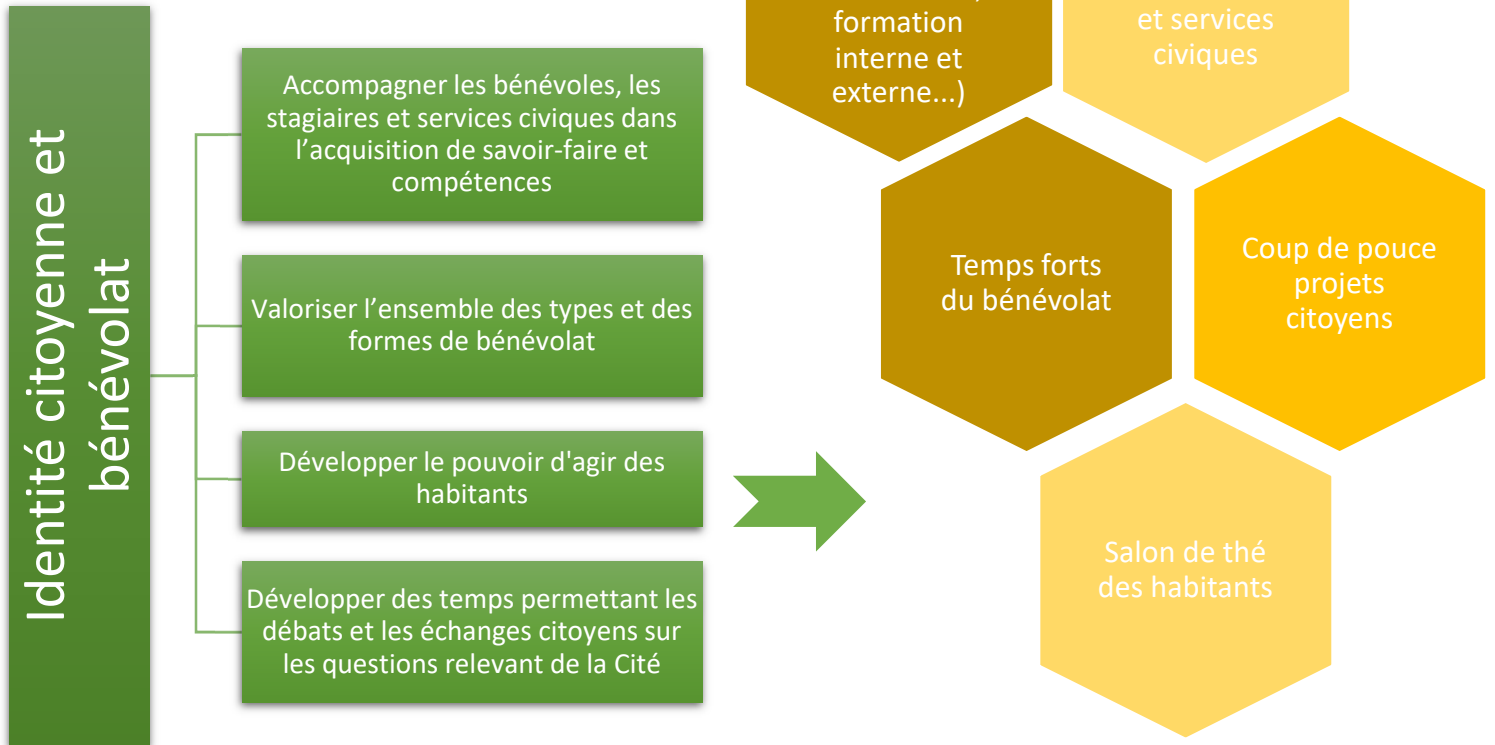 Identité citoyenne et
bénévolat
Accompagner les bénévoles, les
stagiaires et services civiques dans
l’acquisition de savoir-faire et
compétences
Valoriser l’ensemble des types et des
formes de bénévolat
Développer le pouvoir d'agir des
habitants
Développer des temps permettant les
débats et les échanges citoyens sur
les questions relevant de la Cité
formation
interne et
externe...)
et services
civiques
Temps forts
du bénévolat
Coup de pouce
projets
citoyens
Salon de thé
des habitants